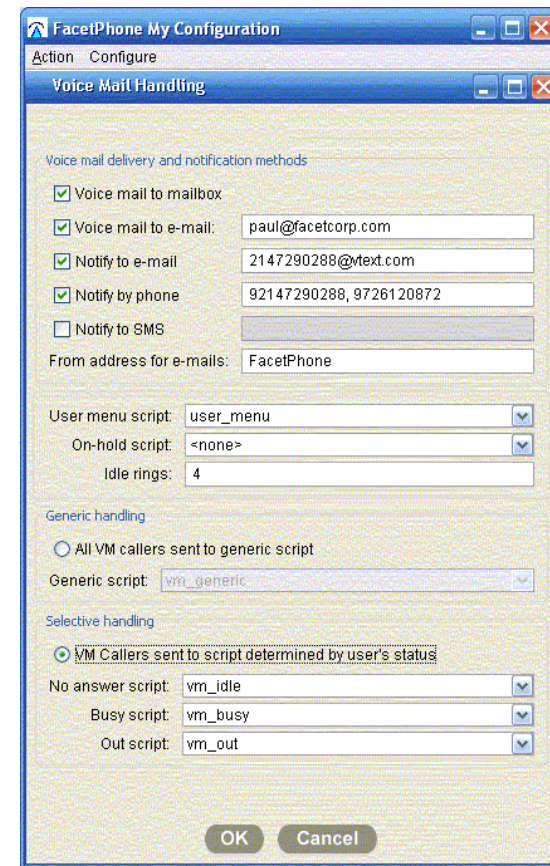 FacetPhone My Configuration
Action Configure
Voice Mail Handling
Voice mail delivery and notification methods
Voice mail to mailbox
Voice mail to e-mail: paul@facetcorp.com
Notify to e-mail 2147290288@vtext.com
Notify by phone 92147290288, 9726120872
Notify to SMS
From address for e-mails: FacetPhone
User menu script: user_menu
On-hold script: <none>
Idle rings: 4
Generic handling
All VM callers sent to generic script
Generic script: vm_generic
Selective handling
VM Callers sent to script determined by user's status
No answer script: vm_idle
Busy script: vm_busy
Out script: vm_out
OK Cancel